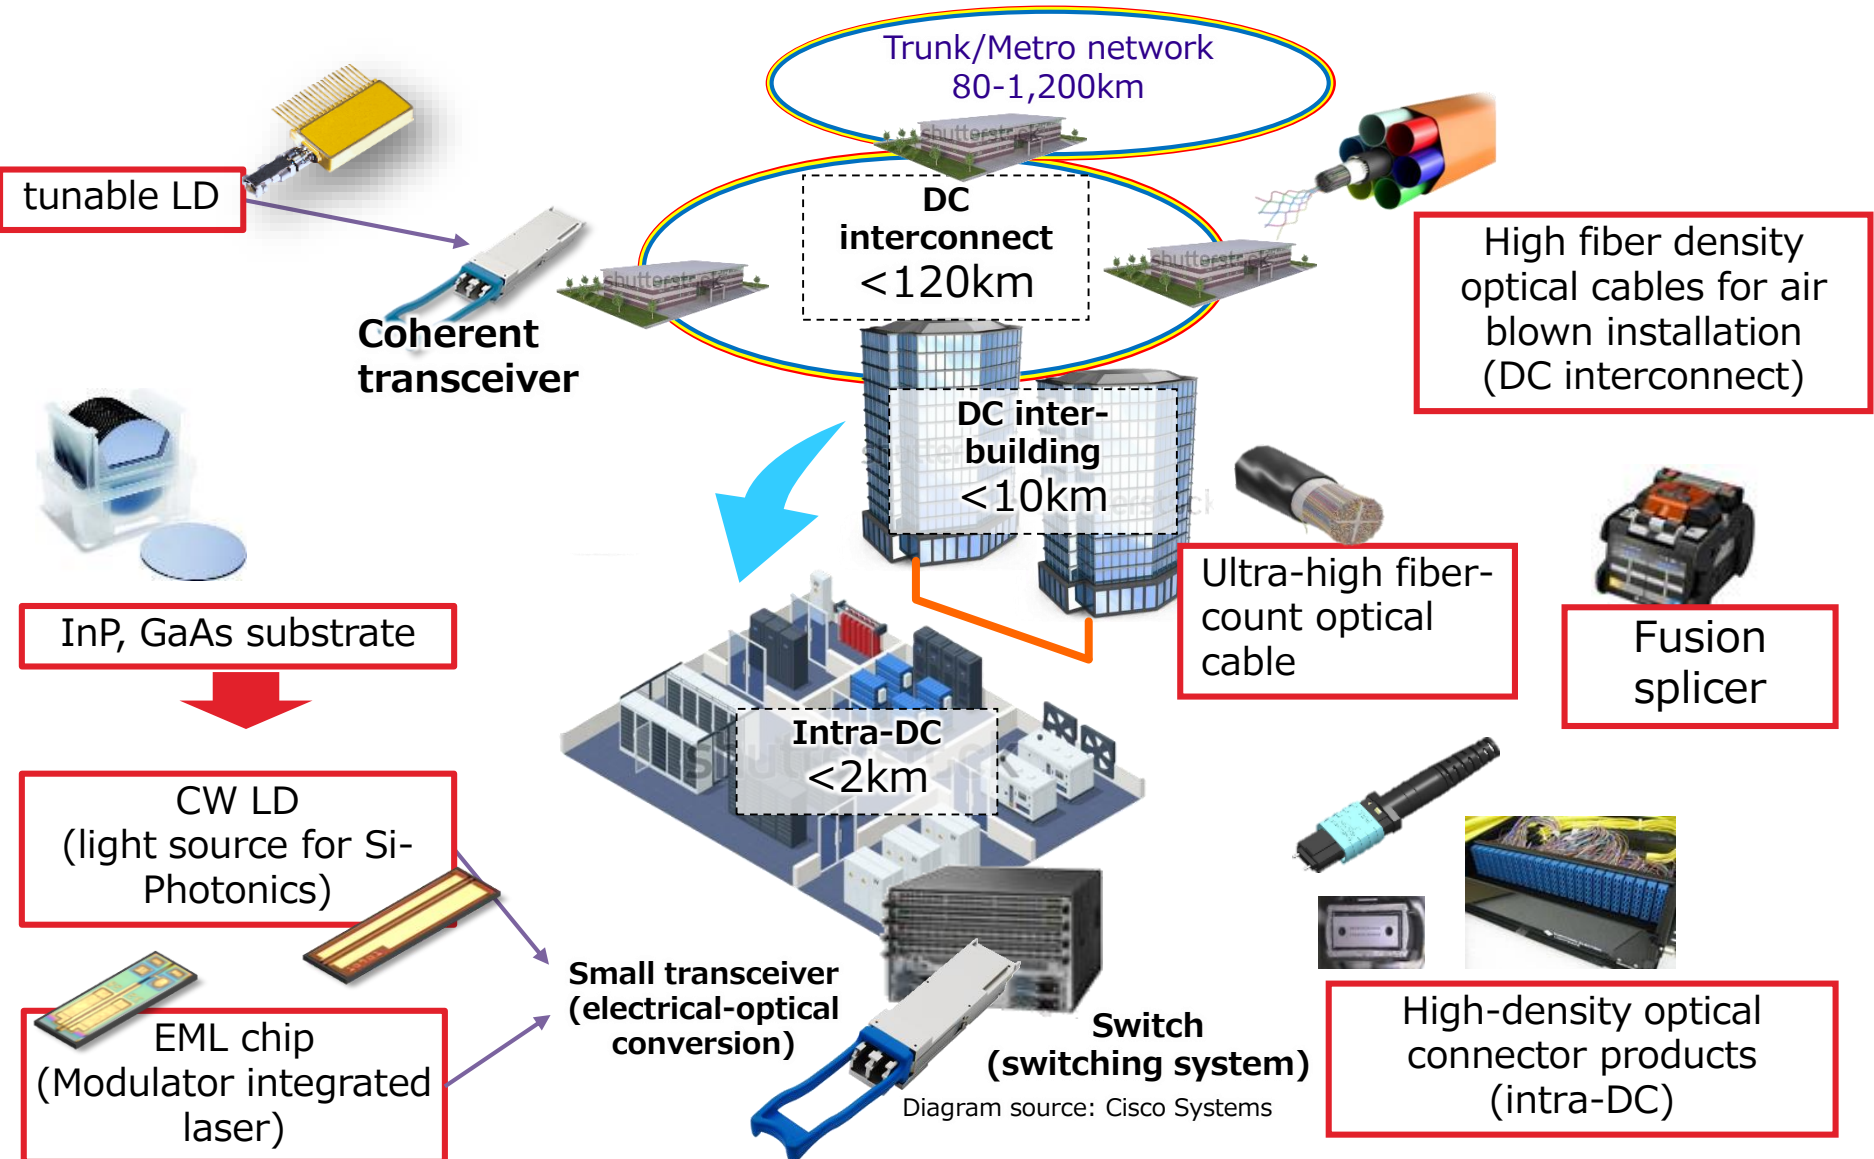 Trunk/Metro network
80-1,200km
shutterstock
tunable LD
DC
interconnect
<120km
shutterstock
shutterstock
High fiber density
optical cables for air
blown installation
(DC interconnect)
Coherent
transceiver
DC inter-
building
<10km
Ultra-high fiber-
count optical
cable
Fusion
splicer
InP, GaAs substrate
Intra-DC
<2km
CW LD
(light source for Si-
Photonics)
Small transceiver
(electrical-optical
conversion)
EML chip
(Modulator integrated
laser)
Switch
(switching system)
Diagram source: Cisco Systems
High-density optical
connector products
(intra-DC)